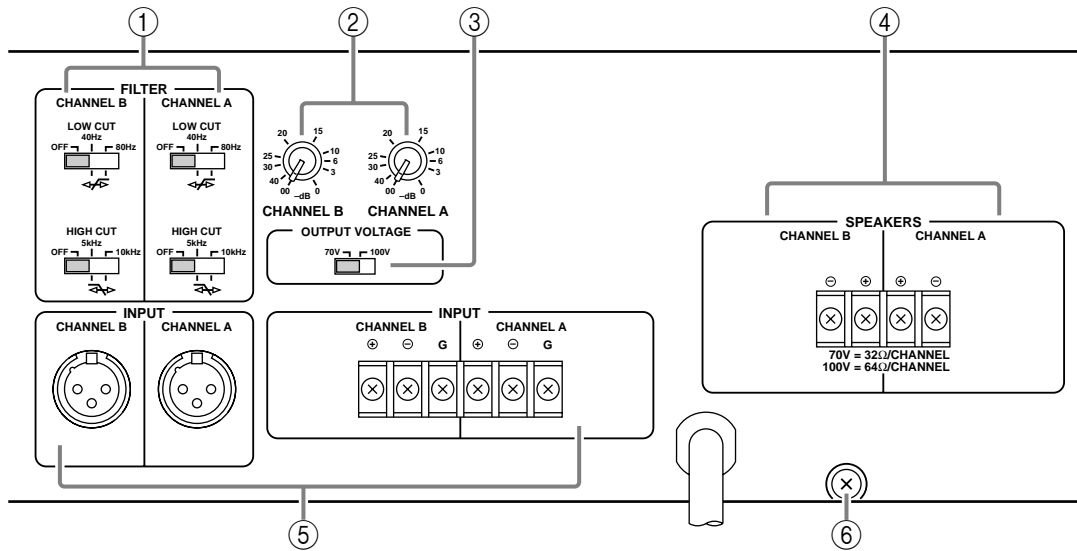 ① ② ③ ④
FILTER
CHANNEL B CHANNEL A
LOW CUT LOW CUT
40Hz 40Hz
OFF 80Hz OFF 80Hz
HIGH CUT HIGH CUT
5kHz 5kHz
OFF 10kHz OFF 10kHz
20 15 20 15
25 10 25 10
30 6 30 6
40 3 40 3
00 –dB 0 00 –dB 0
CHANNEL B CHANNEL A
OUTPUT VOLTAGE
70V 100V
SPEAKERS
CHANNEL B CHANNEL A
⊖ ⊕ ⊕ ⊖
70V = 32Ω/CHANNEL
100V = 64Ω/CHANNEL
INPUT
CHANNEL B CHANNEL A
INPUT
CHANNEL B CHANNEL A
⊕ ⊖ G ⊕ ⊖ G
⑤ ⑥